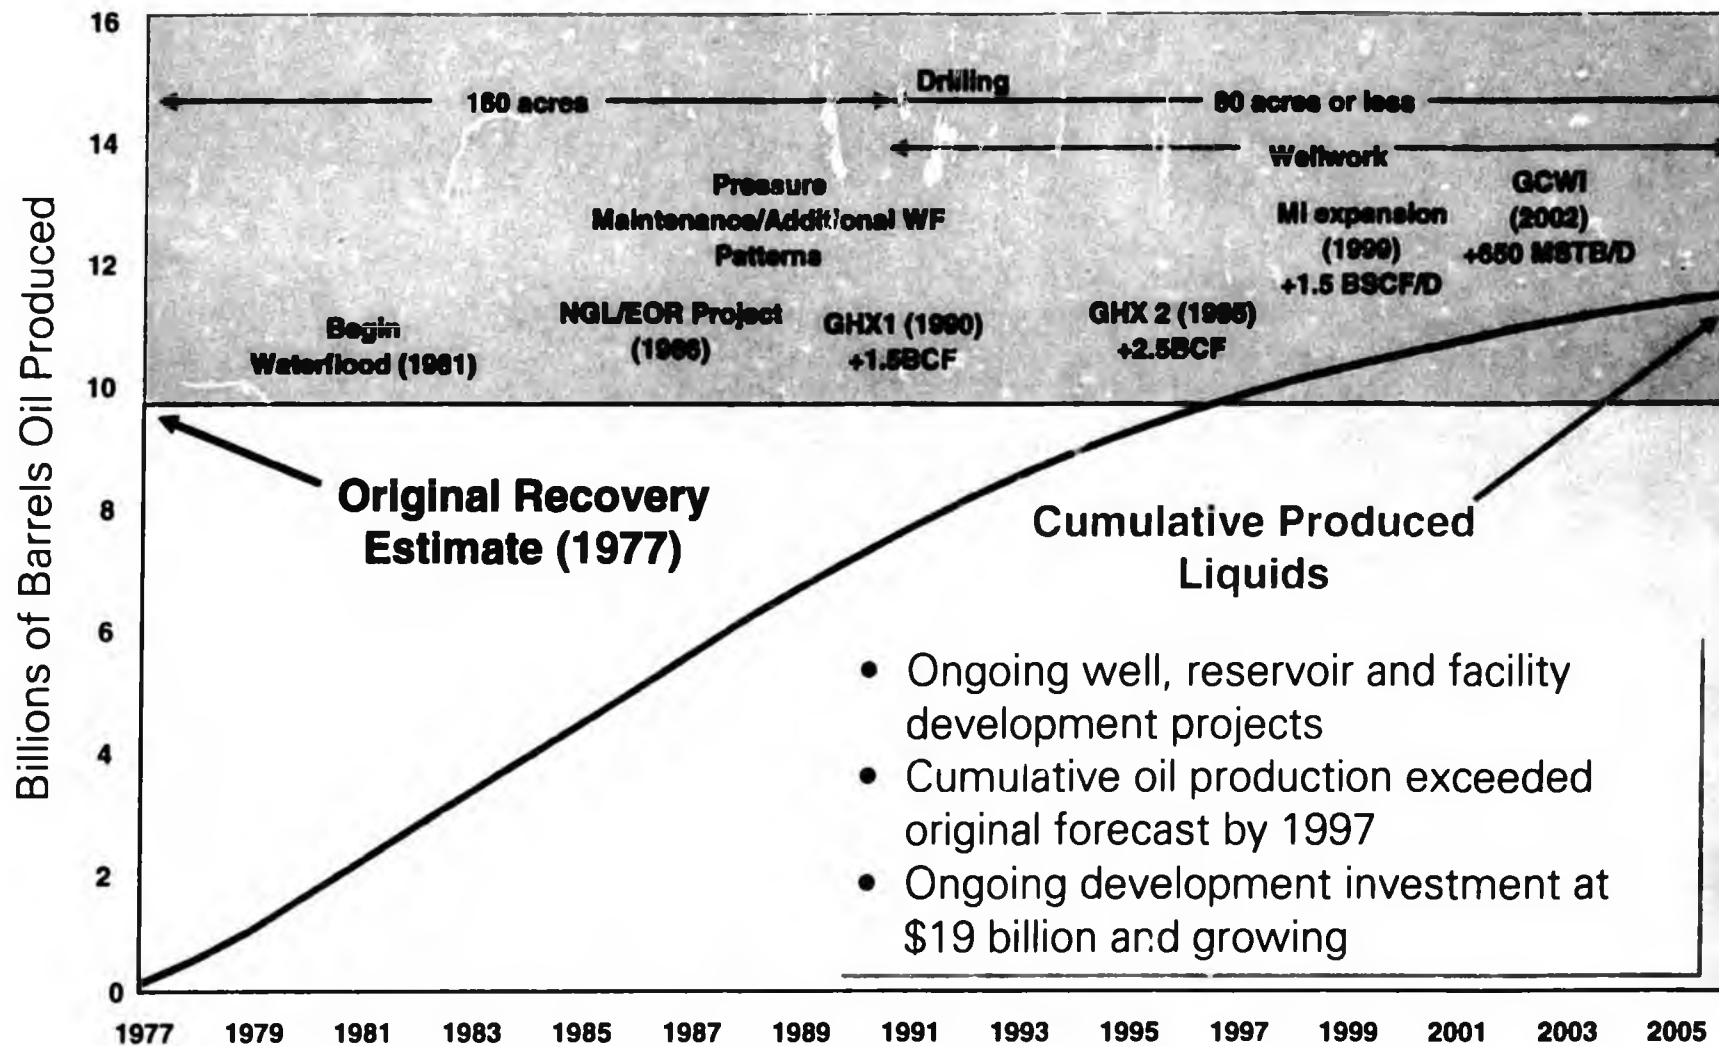 16
14
12
10
8
6
4
2
0
Billions of Barrels Oil Produced
Drilling
160 acres
80 acres or less
Wellwork
Pressure
Maintenance/Additional WF
Patterns
GCWI
(2002)
+650 MSTB/D
MI expansion
(1999)
+1.5 BSCF/D
Begin
Waterflood (1981)
NGL/EOR Project
(1986)
GHX1 (1990)
+1.5BCF
GHX 2 (1995)
+2.5BCF
Original Recovery
Estimate (1977)
Cumulative Produced
Liquids
• Ongoing well, reservoir and facility
development projects
• Cumulative oil production exceeded
original forecast by 1997
• Ongoing development investment at
$19 billion and growing
1977 1979 1981 1983 1985 1987 1989 1991 1993 1995 1997 1999 2001 2003 2005